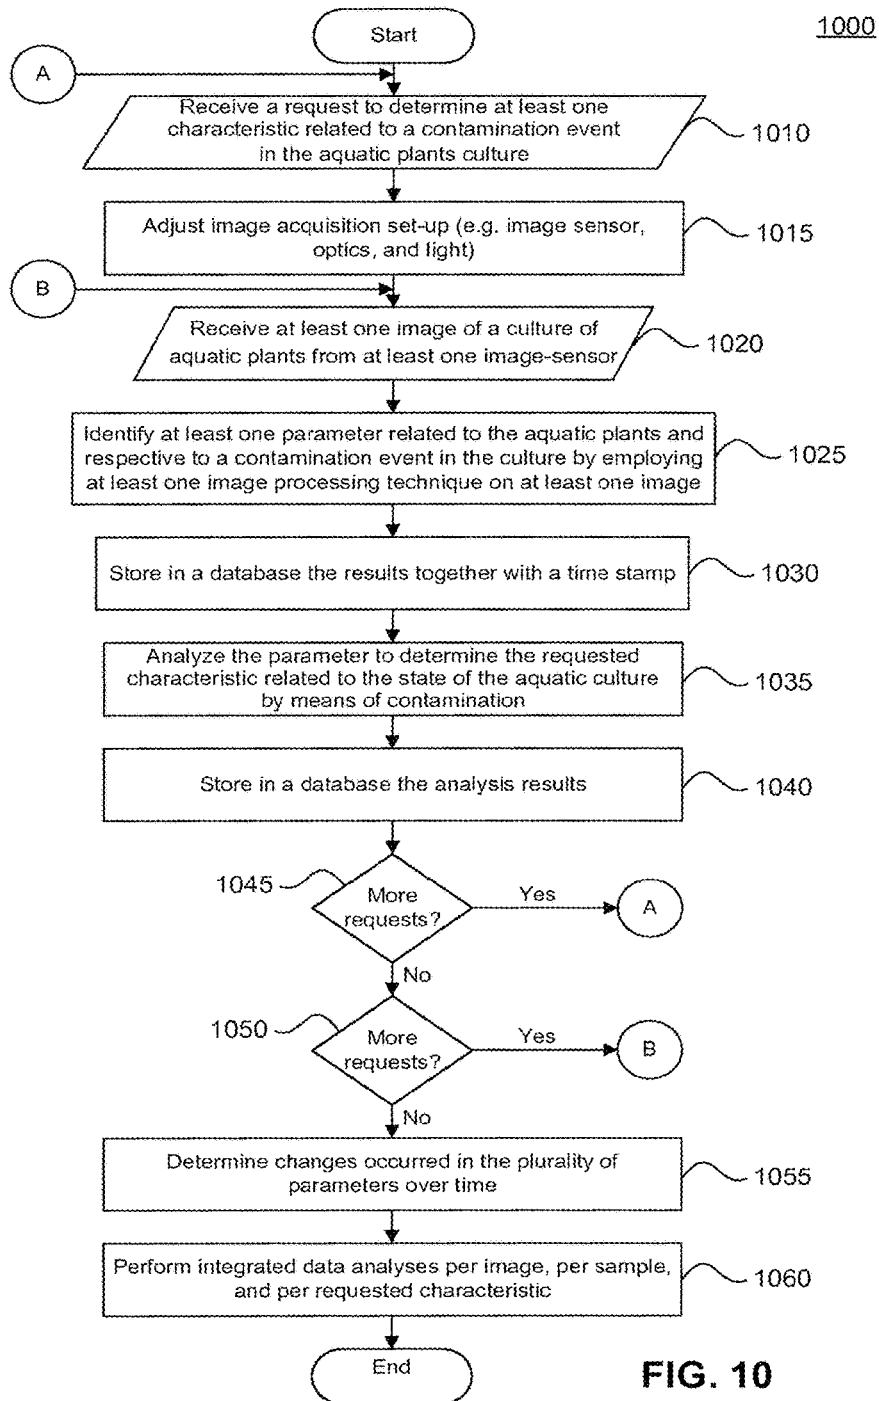 1000
Start
A
Receive a request to determine at least one
characteristic related to a contamination event
in the aquatic plants culture
1010
Adjust image acquisition set-up (e.g. image sensor,
optics, and light)
1015
B
Receive at least one image of a culture of
aquatic plants from at least one image-sensor
1020
Identify at least one parameter related to the aquatic plants and
respective to a contamination event in the culture by employing
at least one image processing technique on at least one image
1025
Store in a database the results together with a time stamp
1030
Analyze the parameter to determine the requested
characteristic related to the state of the aquatic culture
by means of contamination
1035
Store in a database the analysis results
1040
1045
More
requests?
Yes
A
No
1050
More
requests?
Yes
B
No
Determine changes occurred in the plurality of
parameters over time
1055
Perform integrated data analyses per image, per sample,
and per requested characteristic
1060
End
FIG. 10